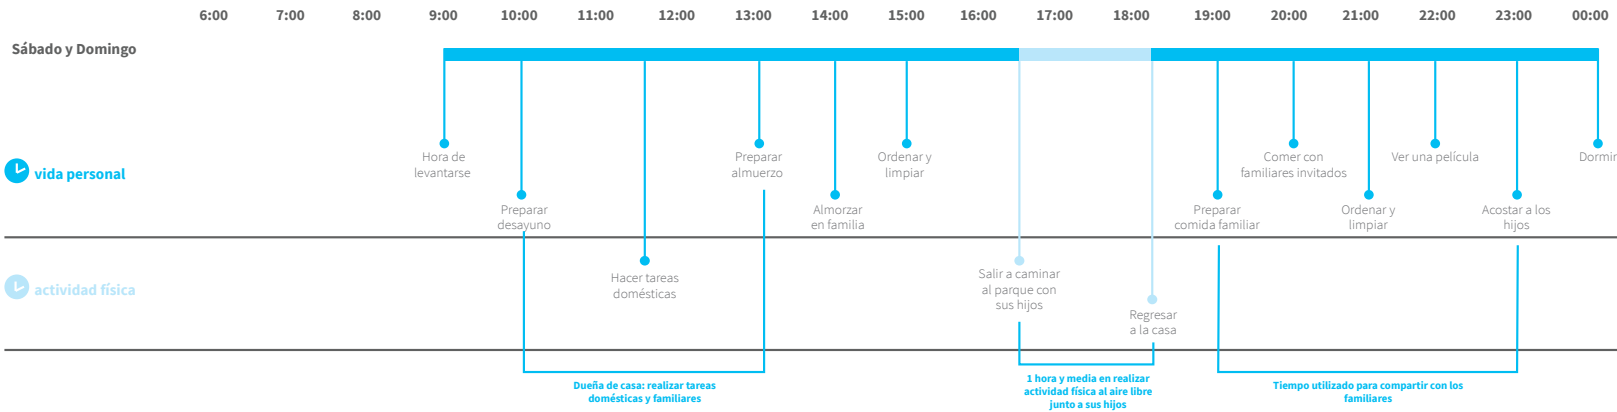 6:00 7:00 8:00 9:00 10:00 11:00 12:00 13:00 14:00 15:00 16:00 17:00 18:00 19:00 20:00 21:00 22:00 23:00 00:00
Sábado y Domingo
vida personal
Hora de
levantarse
Preparar
desayuno
Preparar
almuerzo
Almorzar
en familia
Ordenar y
limpiar
Preparar
comida familiar
Comer con
familiares invitados
Ordenar y
limpiar
Ver una película
Acostar a los
hijos
Dormir
actividad física
Hacer tareas
domésticas
Salir a caminar
al parque con
sus hijos
Regresar
a la casa
Dueña de casa: realizar tareas
domésticas y familiares
1 hora y media en realizar
actividad física al aire libre
junto a sus hijos
Tiempo utilizado para compartir con los
familiares